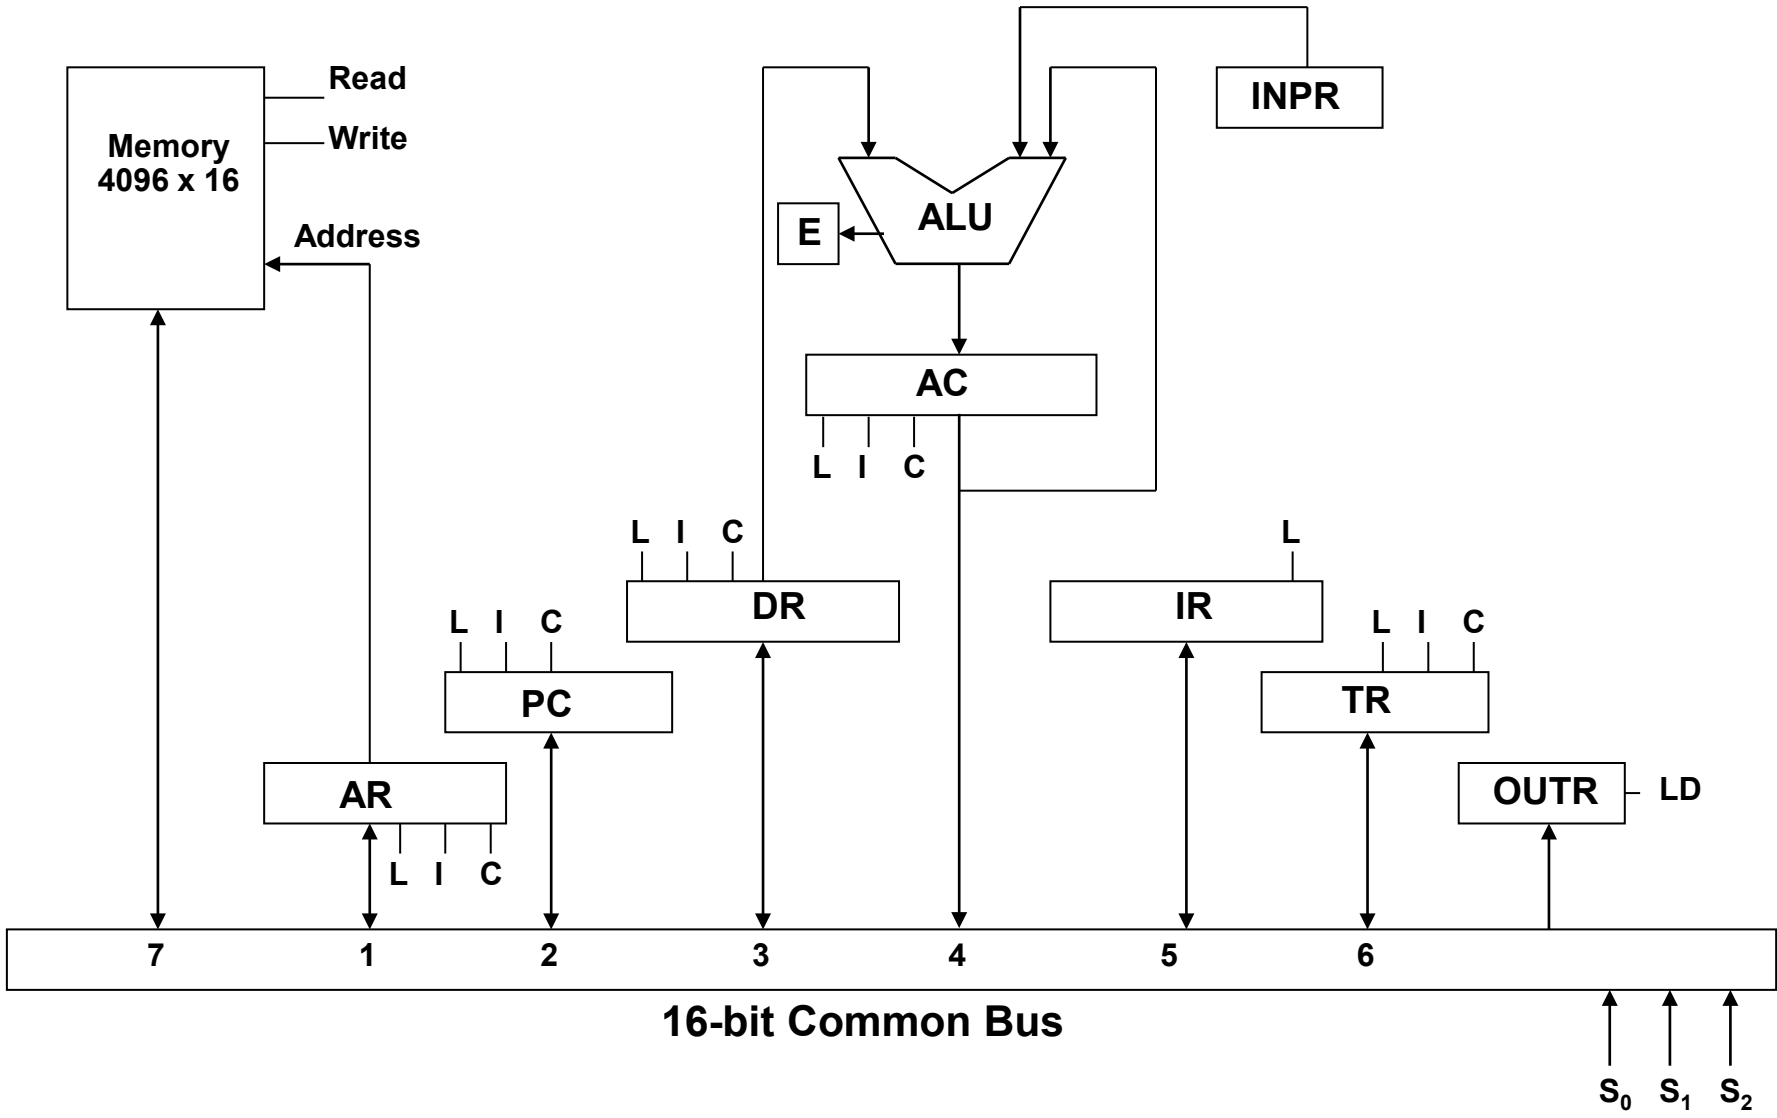 Read
Write
Memory
4096 x 16
Address
INPR
ALU
E
AC
L I C
L I C
DR
L
IR
L I C
PC
L I C
TR
AR
L I C
OUTR LD
7 1 2 3 4 5 6
16-bit Common Bus
S₀ S₁ S₂